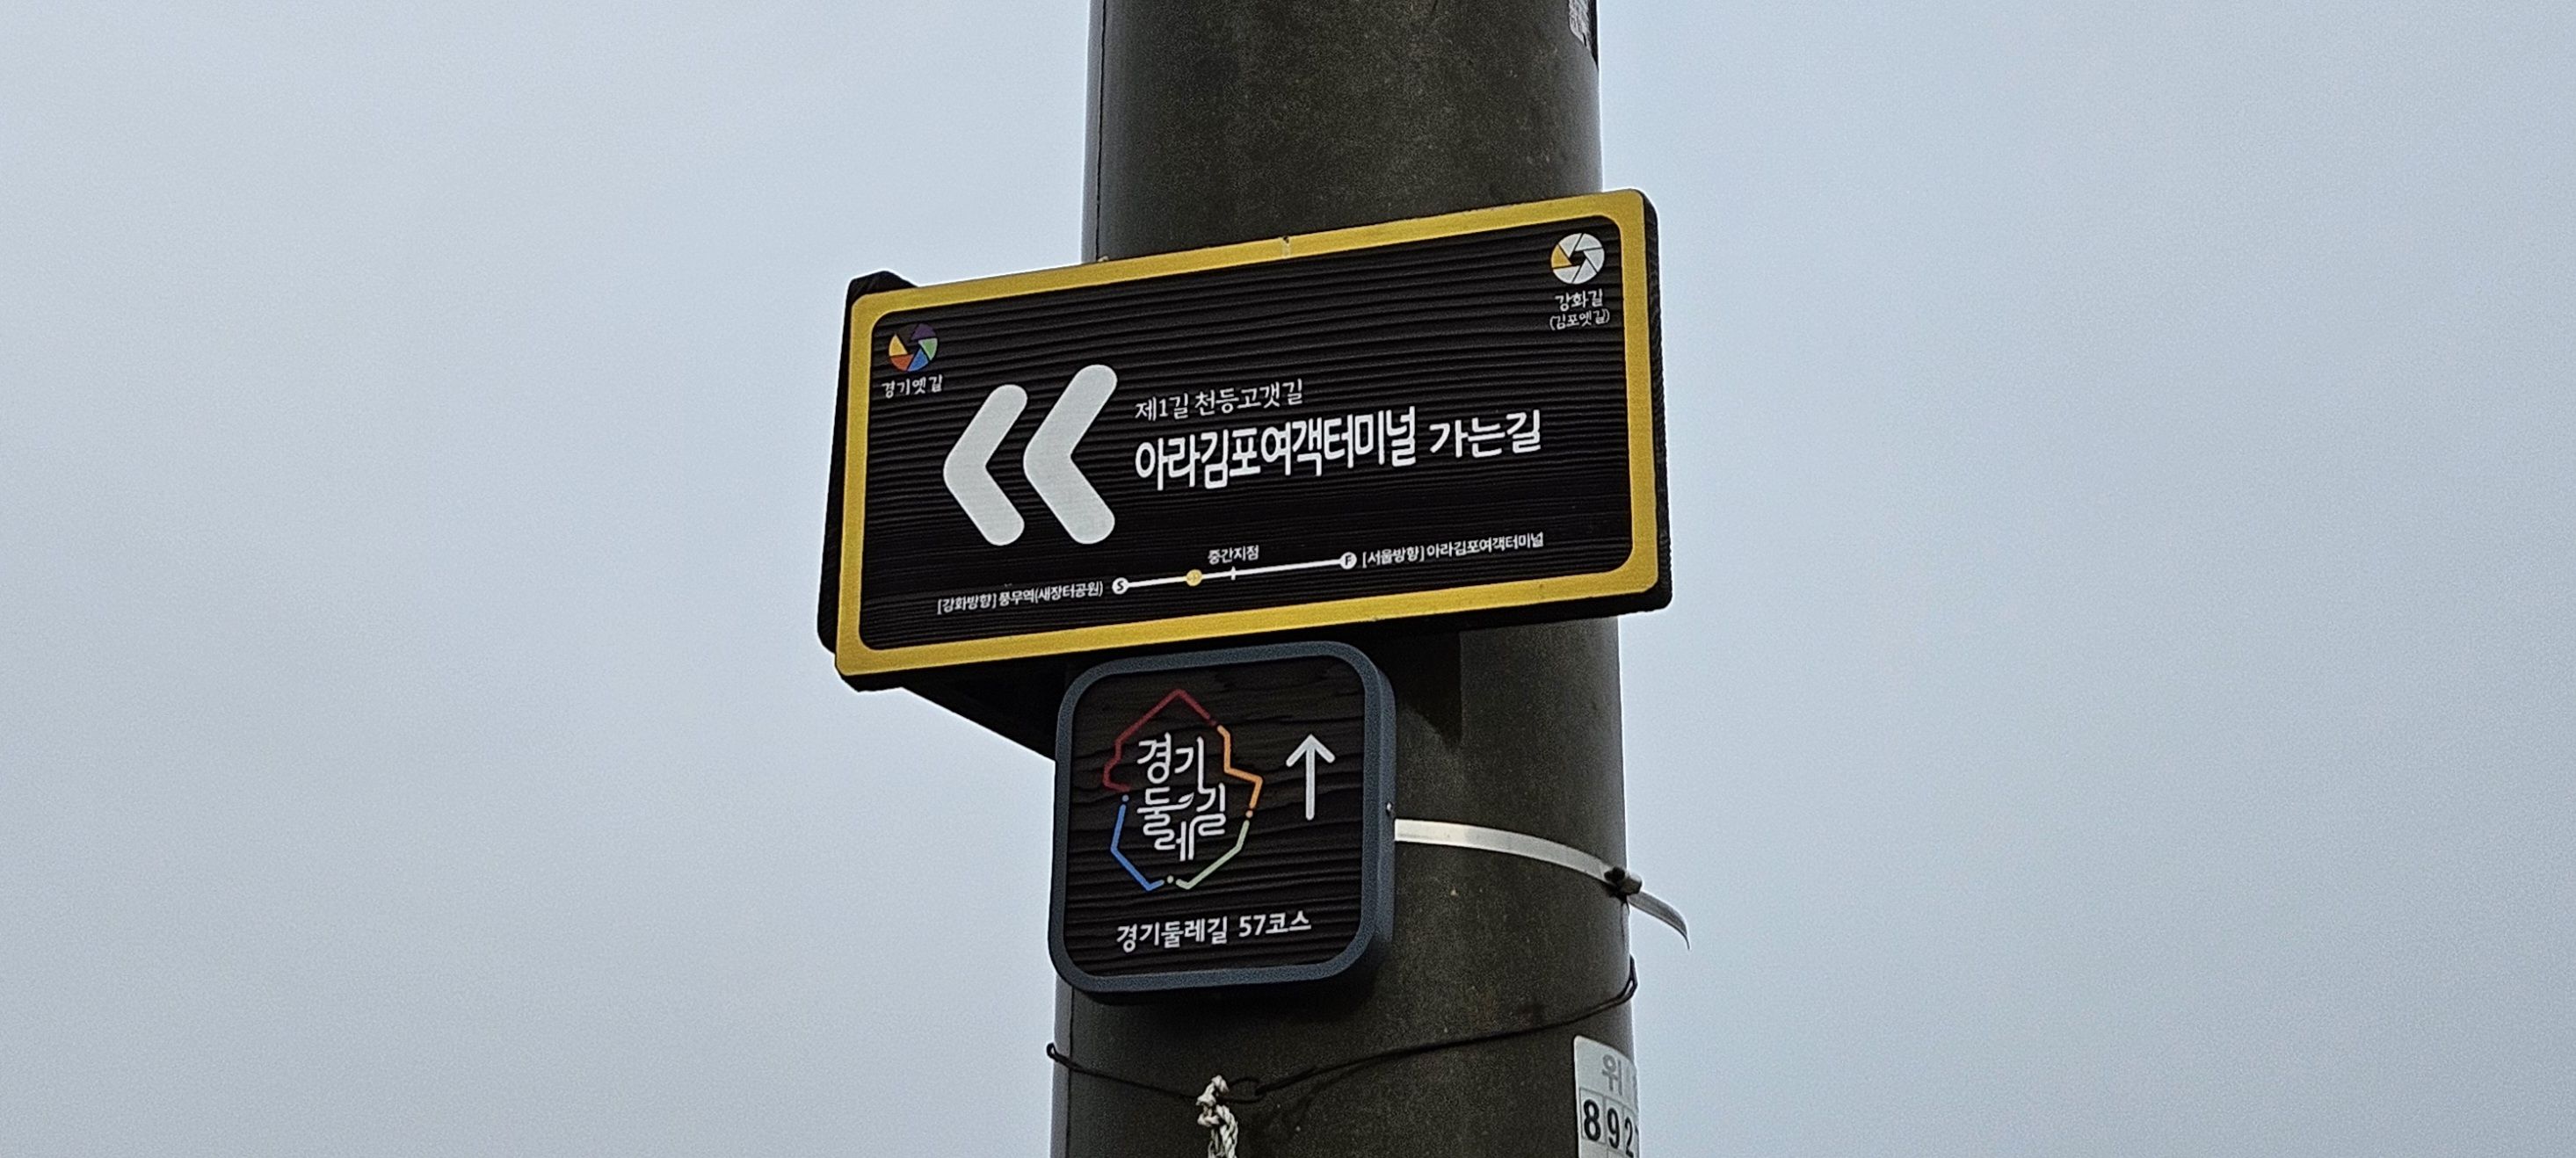 경기옛길
강화길
(김포옛길)
제1길 천등고갯길
아라김포여객터미널 가는길
중간지점
[강화방향] 풍무역(새장터공원) S
F [서울방향] 아라김포여객터미널
경기
둘레길
경기둘레길 57코스
위
892